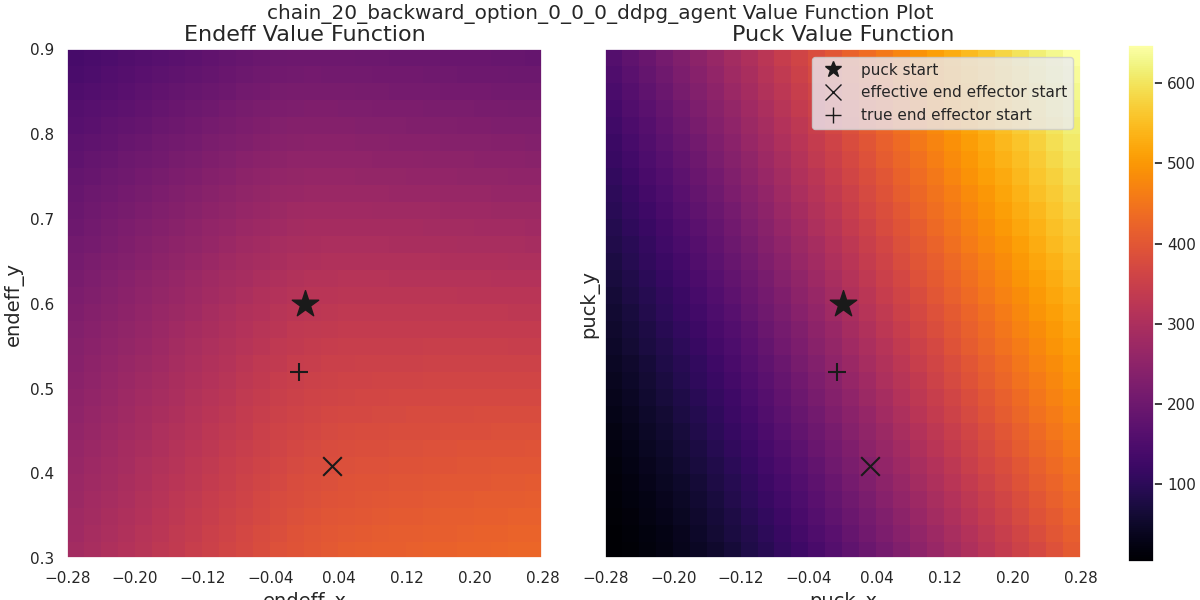 chain_20_backward_option_0_0_0_ddpg_agent Value Function Plot
Endeff Value Function
Puck Value Function
puck start
effective end effector start
true end effector start
0.9
0.8
0.7
0.6
0.5
0.4
0.3
endeff_y
−0.28 −0.20 −0.12 −0.04 0.04 0.12 0.20 0.28
endeff_x
puck_y
−0.28 −0.20 −0.12 −0.04 0.04 0.12 0.20 0.28
puck_x
600
500
400
300
200
100